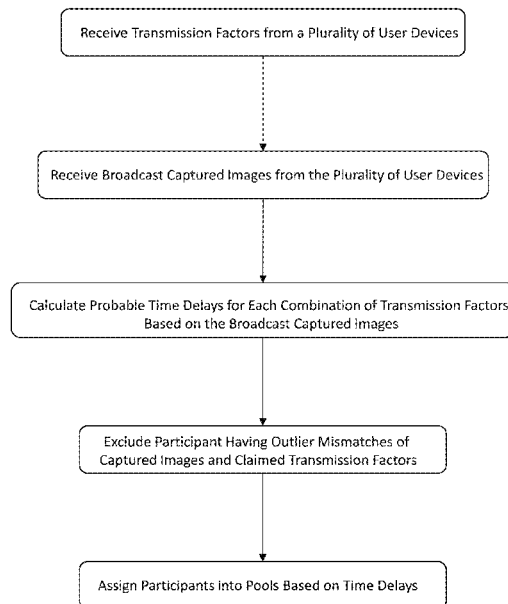 Receive Transmission Factors from a Plurality of User Devices
Receive Broadcast Captured Images from the Plurality of User Devices
Calculate Probable Time Delays for Each Combination of Transmission Factors
Based on the Broadcast Captured Images
Exclude Participant Having Outlier Mismatches of
Captured Images and Claimed Transmission Factors
Assign Participants into Pools Based on Time Delays